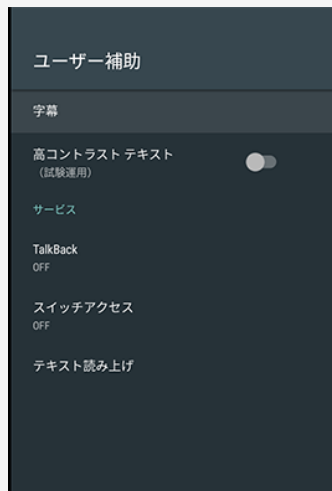 ユーザー補助
字幕
高コントラスト テキスト
（試験運用）
サービス
TalkBack
OFF
スイッチアクセス
OFF
テキスト読み上げ